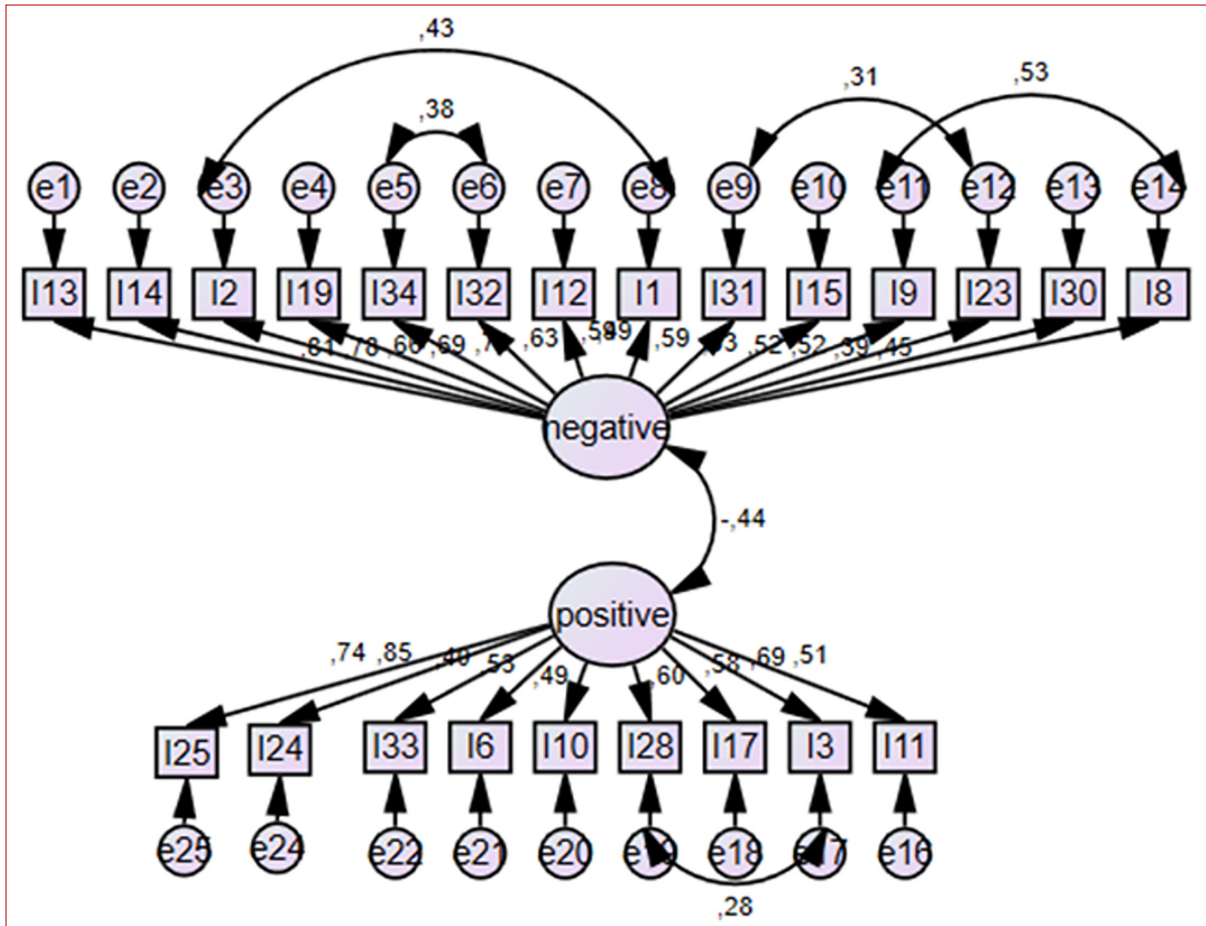 ,43
,31
,53
,38
e1 e2 e3 e4 e5 e6 e7 e8 e9 e10 e11 e12 e13 e14
I13 I14 I2 I19 I34 I32 I12 I1 I31 I15 I9 I23 I30 I8
,81 ,78 ,66 ,69 ,63 ,59 ,52 ,52 ,39 ,45
negative
-,44
positive
,74 ,85 ,53 ,49 ,60 ,58 ,69 ,51
I25 I24 I33 I6 I10 I28 I17 I3 I11
e25 e24 e22 e21 e20 e19 e18 e17 e16
,28